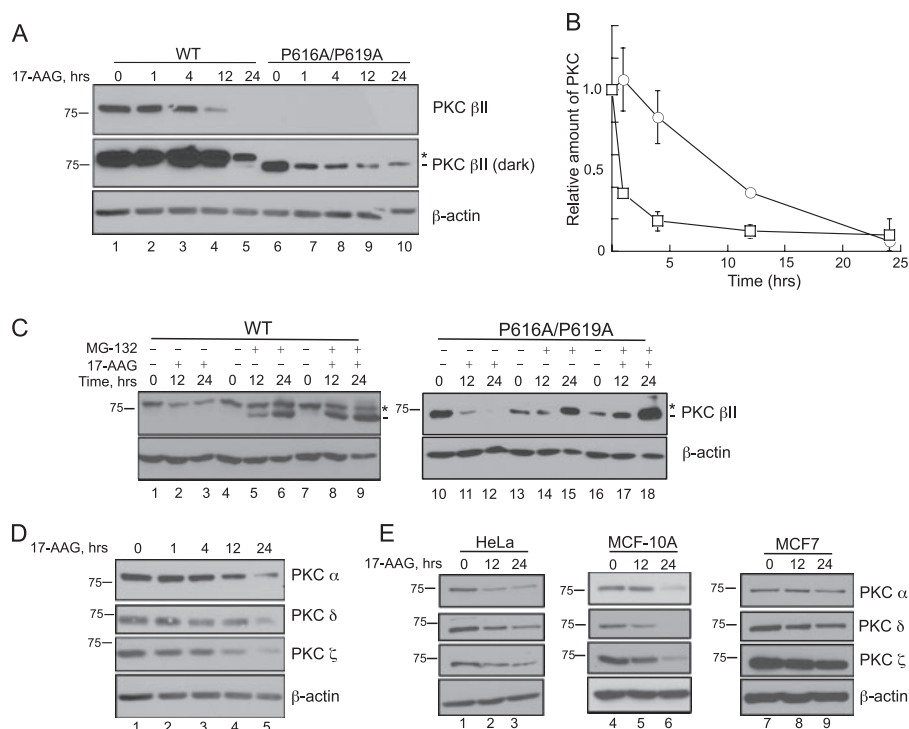 A
WT P616A/P619A
17-AAG, hrs 0 1 4 12 24 0 1 4 12 24
75 PKC βII
75 * - PKC βII (dark)
β-actin
1 2 3 4 5 6 7 8 9 10
B
Relative amount of PKC
1.0
0.5
0
5 10 15 20 25
Time (hrs)
C
WT P616A/P619A
MG-132 – – – – + + – + + – – – – + + – + +
17-AAG – + + – – – – + + – + + – – – – + +
Time, hrs 0 12 24 0 12 24 0 12 24 0 12 24 0 12 24 0 12 24
75 * - 75 * - PKC βII
β-actin
1 2 3 4 5 6 7 8 9 10 11 12 13 14 15 16 17 18
D
17-AAG, hrs 0 1 4 12 24
75 PKC α
75 PKC δ
75 PKC ζ
β-actin
1 2 3 4 5
E
HeLa MCF-10A MCF7
17-AAG, hrs 0 12 24 0 12 24 0 12 24
75 75 75 PKC α
75 75 75 PKC δ
75 75 75 PKC ζ
β-actin
1 2 3 4 5 6 7 8 9